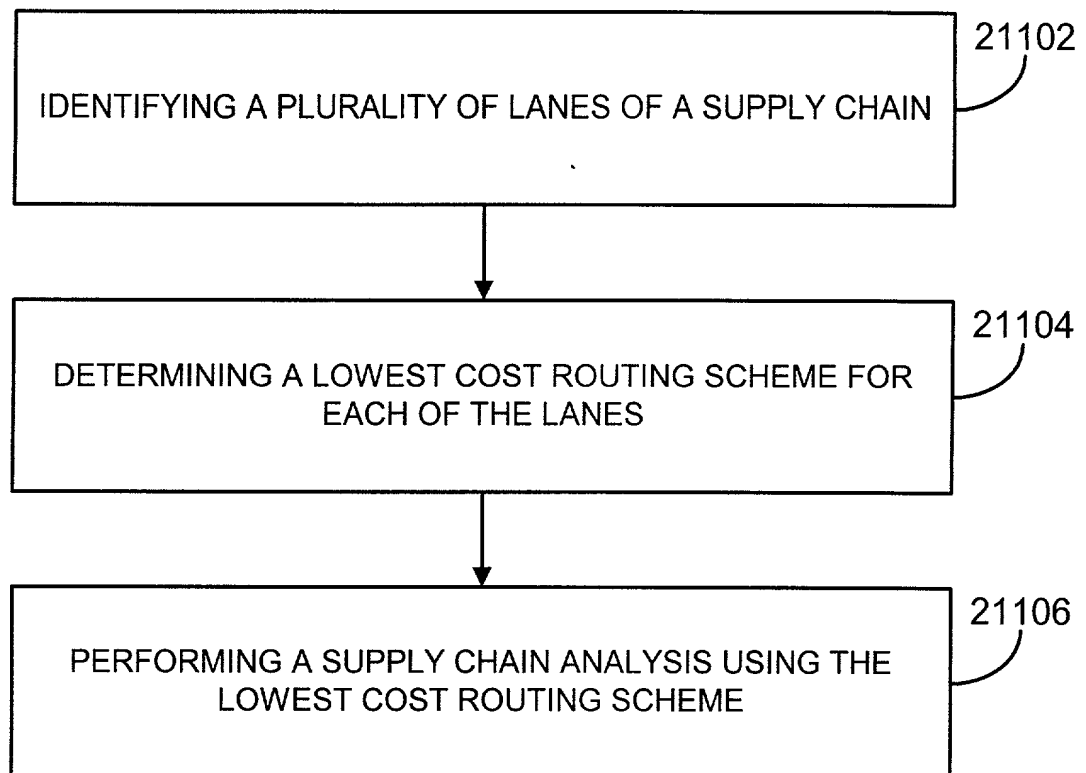 21102
IDENTIFYING A PLURALITY OF LANES OF A SUPPLY CHAIN
21104
DETERMINING A LOWEST COST ROUTING SCHEME FOR
EACH OF THE LANES
21106
PERFORMING A SUPPLY CHAIN ANALYSIS USING THE
LOWEST COST ROUTING SCHEME